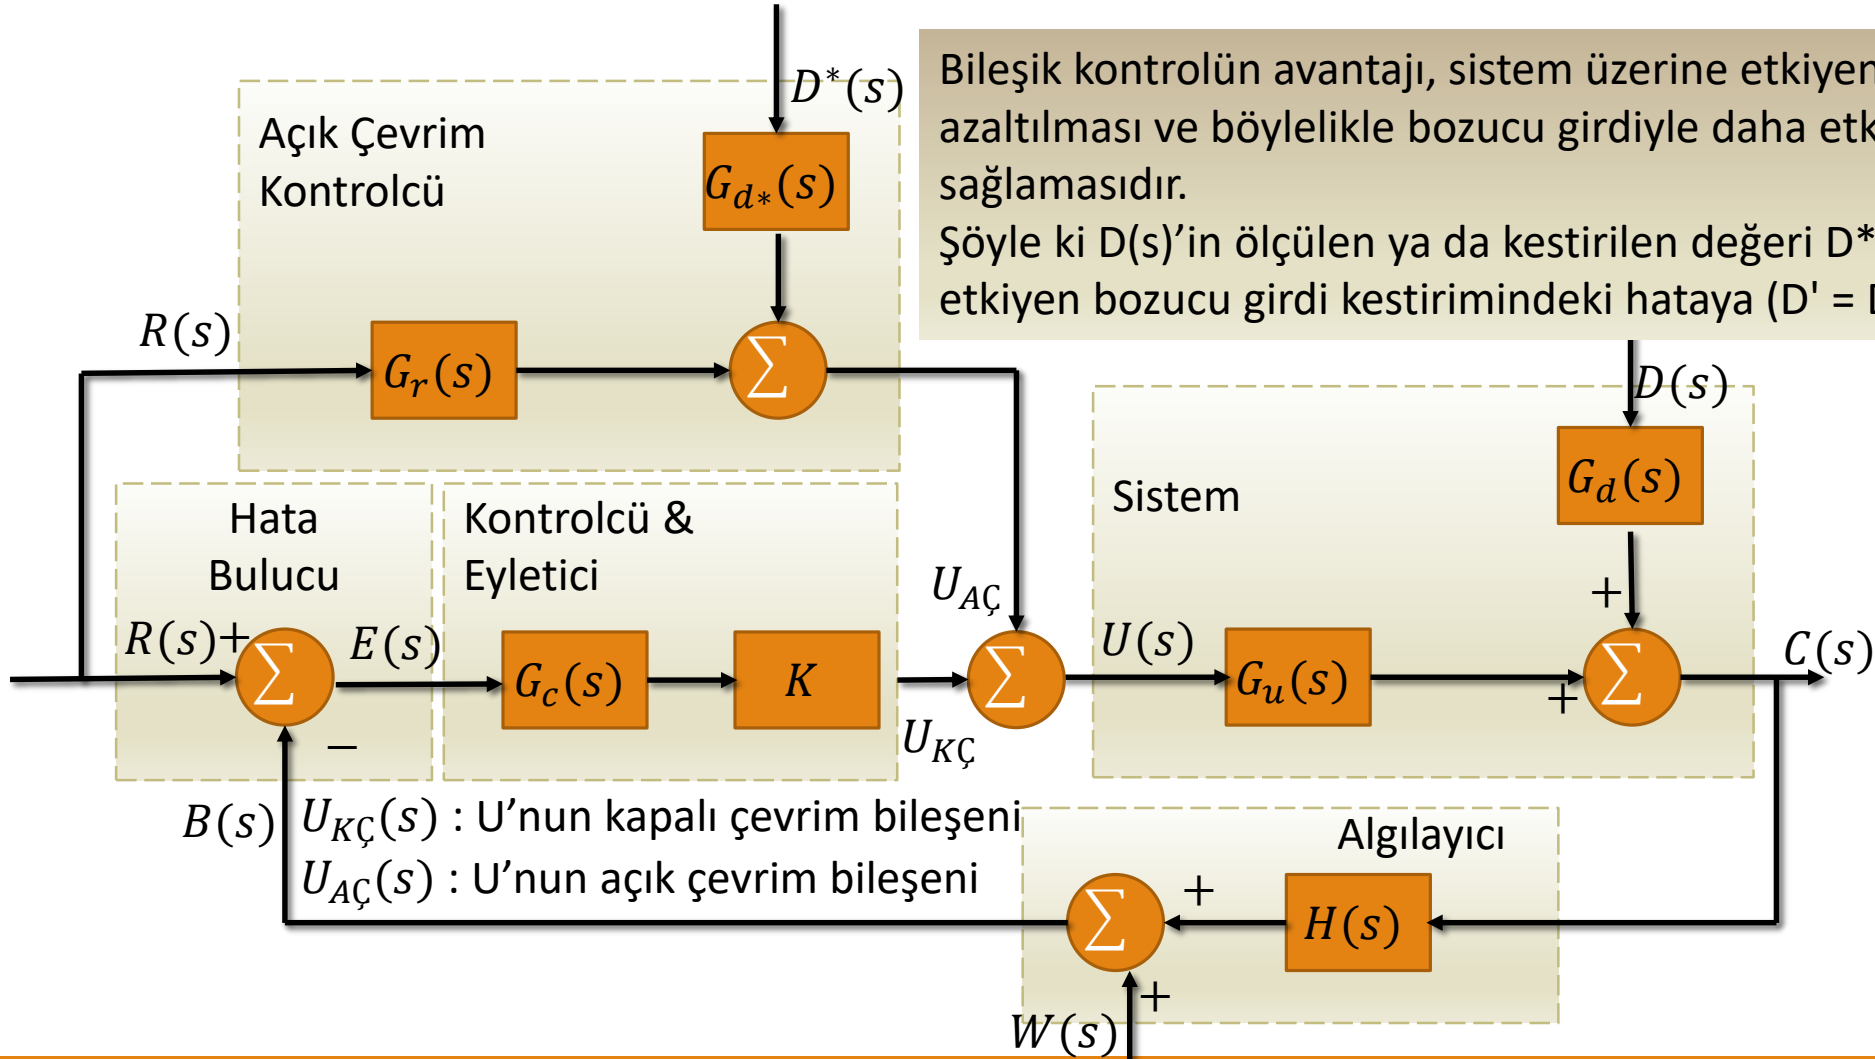 D*(s)
Bileşik kontrolün avantajı, sistem üzerine etkiyen
azaltılması ve böylelikle bozucu girdiyle daha etk
sağlamasıdır.
Şöyle ki D(s)’in ölçülen ya da kestirilen değeri D*
etkiyen bozucu girdi kestirimindeki hataya (D' =
Açık Çevrim
Kontrolcü
G_{d*}(s)
R(s)
G_r(s)
∑
D(s)
G_d(s)
Sistem
Hata
Bulucu
Kontrolcü &
Eyletici
U_{AÇ}
+
R(s)+
∑
E(s)
G_c(s)
K
∑
U(s)
G_u(s)
+
∑
C(s)
−
U_{KÇ}
B(s)
U_{KÇ}(s) : U’nun kapalı çevrim bileşeni
U_{AÇ}(s) : U’nun açık çevrim bileşeni
Algılayıcı
∑
+
H(s)
+
W(s)